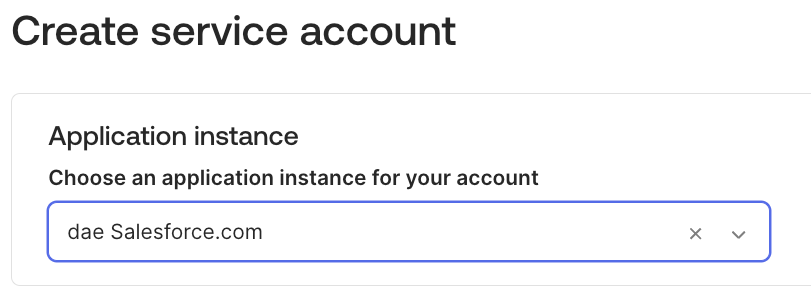 Create service account
Application instance
Choose an application instance for your account
dae Salesforce.com